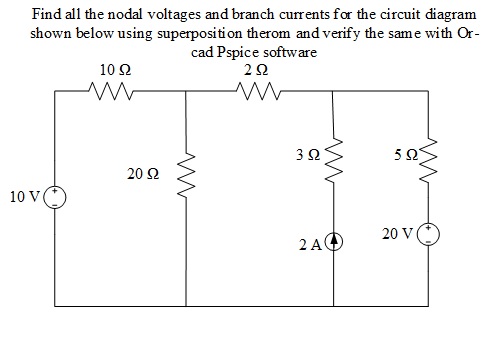 Find all the nodal voltages and branch currents for the circuit diagram
shown below using superposition therom and verify the same with Or-
cad Pspice software
10 Ω
2 Ω
3 Ω
5 Ω
20 Ω
10 V
+
-
2 A
20 V
+
-